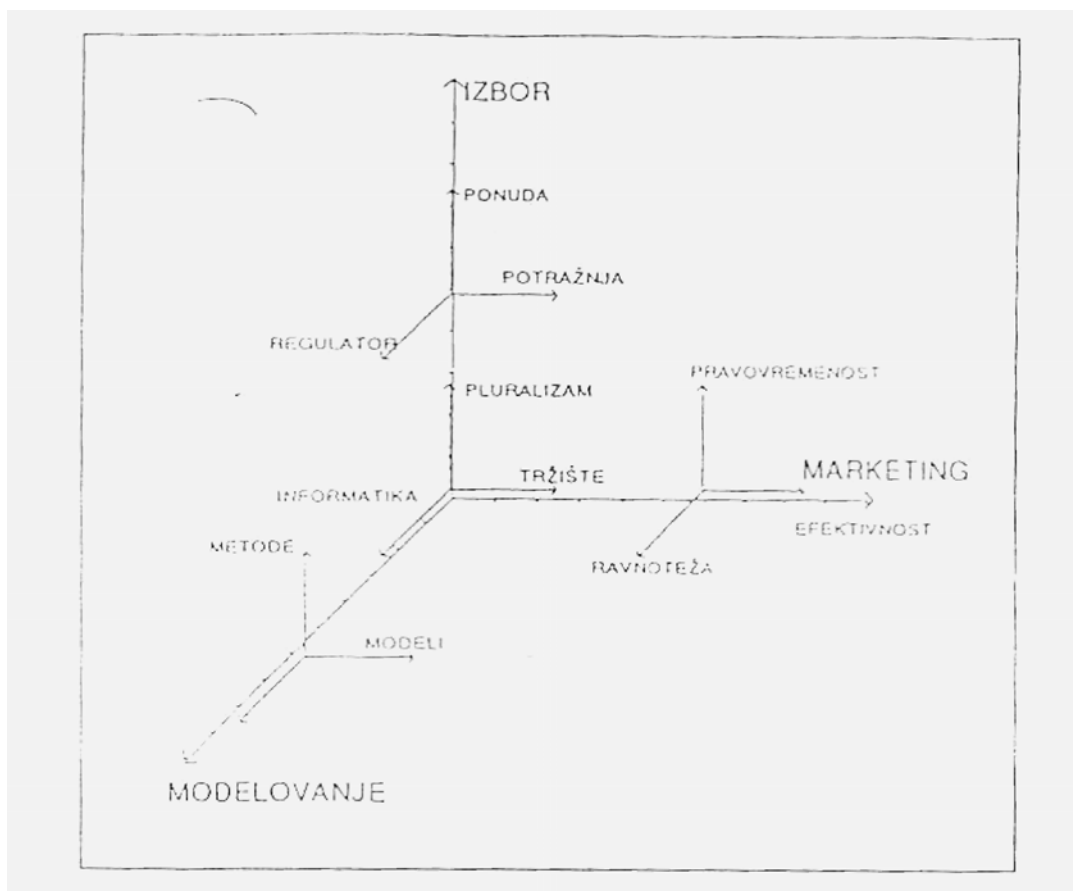 IZBOR
PONUDA
POTRAŽNJA
REGULATOR
PRAVOVREMENOST
PLURALIZAM
MARKETING
TRŽIŠTE
INFORMATIKA
EFEKTIVNOST
METODE
RAVNOTEŽA
MODELI
MODELOVANJE